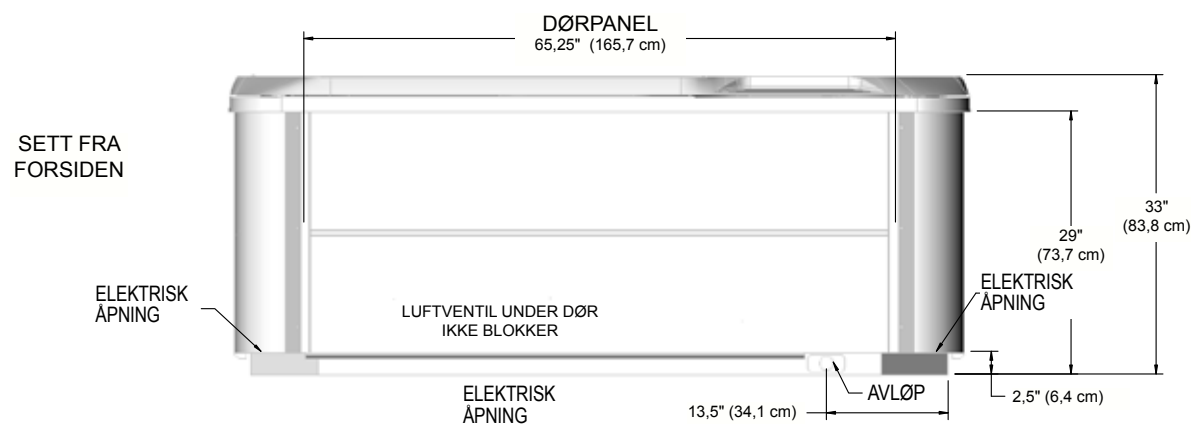 DØRPANEL
65,25" (165,7 cm)
SETT FRA
FORSIDEN
33"
(83,8 cm)
29"
(73,7 cm)
ELEKTRISK
ÅPNING
ELEKTRISK
ÅPNING
LUFTVENTIL UNDER DØR
IKKE BLOKKER
ELEKTRISK
ÅPNING
AVLØP
13,5" (34,1 cm)
2,5" (6,4 cm)